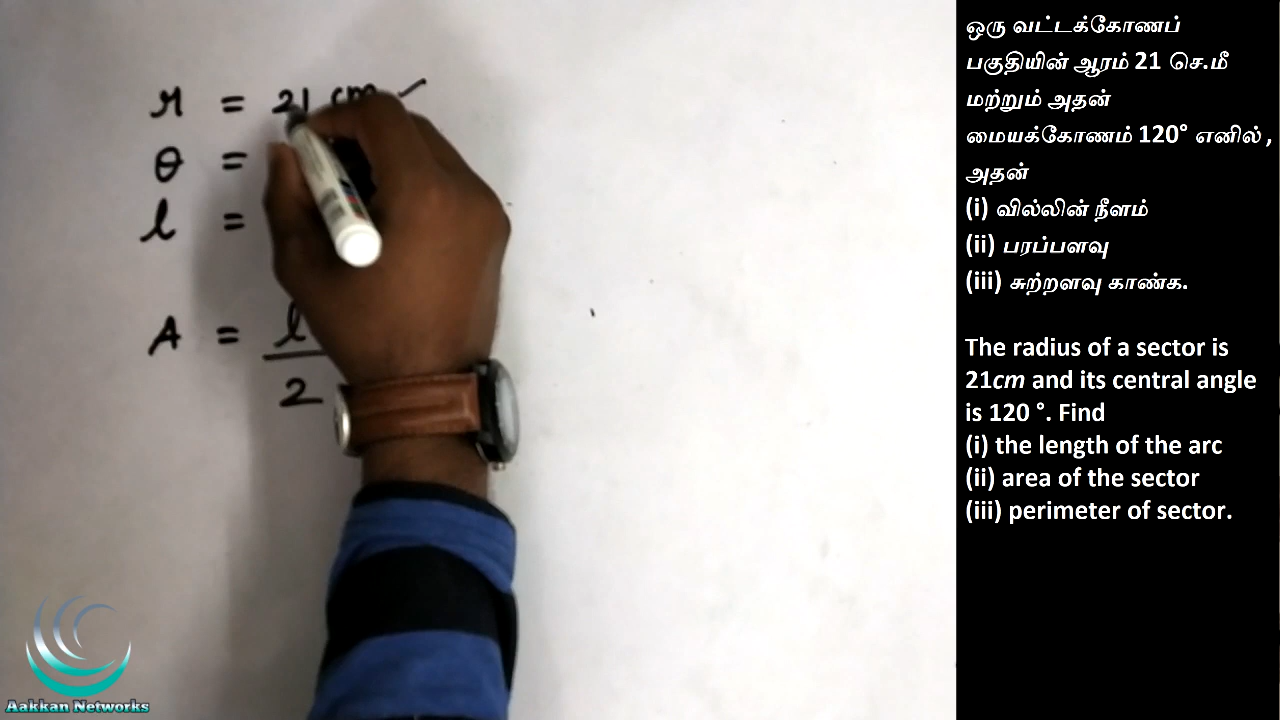 r = 21 cm ✓
θ =
l =
A = l
2
ஒரு வட்டக்கோணப்
பகுதியின் ஆரம் 21 செ.மீ
மற்றும் அதன்
மையக்கோணம் 120° எனில் ,
அதன்
(i) வில்லின் நீளம்
(ii) பரப்பளவு
(iii) சுற்றளவு காண்க.
The radius of a sector is
21cm and its central angle
is 120 °. Find
(i) the length of the arc
(ii) area of the sector
(iii) perimeter of sector.
Aakkan Networks